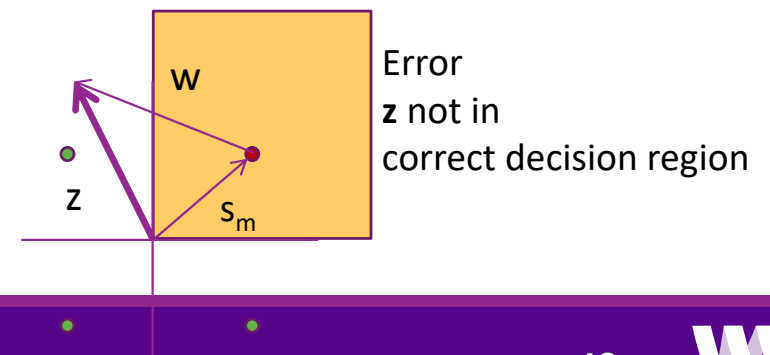 w
Error
z not in
correct decision region
z
sₘ